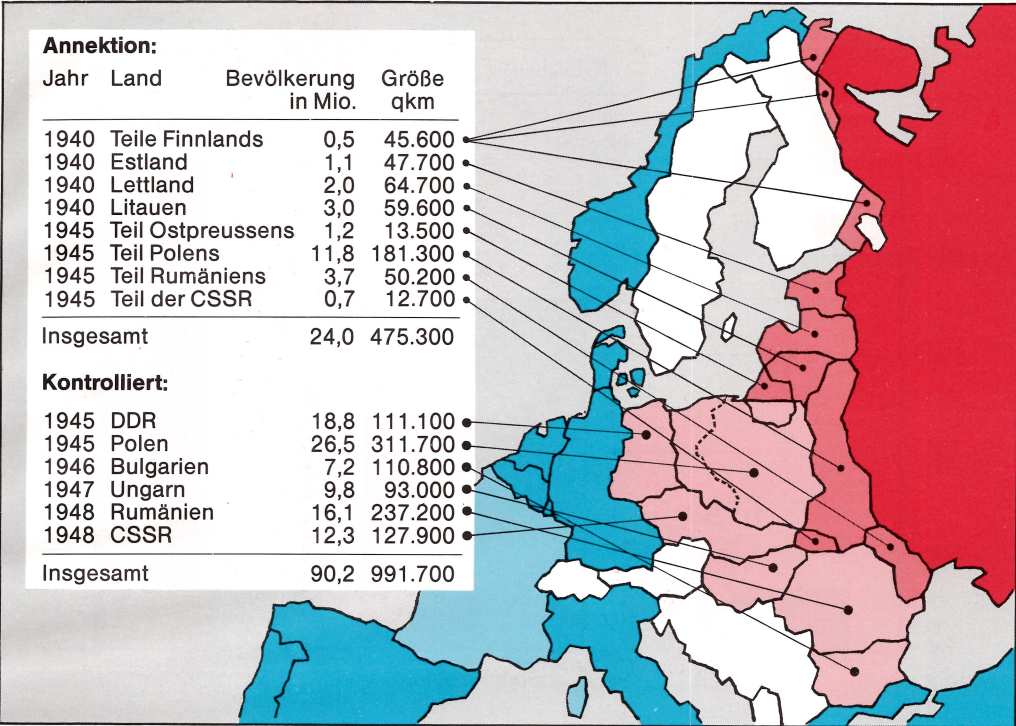 Annektion:
Jahr Land Bevölkerung Größe
in Mio. qkm
1940 Teile Finnlands 0,5 45.600
1940 Estland 1,1 47.700
1940 Lettland 2,0 64.700
1940 Litauen 3,0 59.600
1945 Teil Ostpreussens 1,2 13.500
1945 Teil Polens 11,8 181.300
1945 Teil Rumäniens 3,7 50.200
1945 Teil der CSSR 0,7 12.700
Insgesamt 24,0 475.300
Kontrolliert:
1945 DDR 18,8 111.100
1945 Polen 26,5 311.700
1946 Bulgarien 7,2 110.800
1947 Ungarn 9,8 93.000
1948 Rumänien 16,1 237.200
1948 CSSR 12,3 127.900
Insgesamt 90,2 991.700